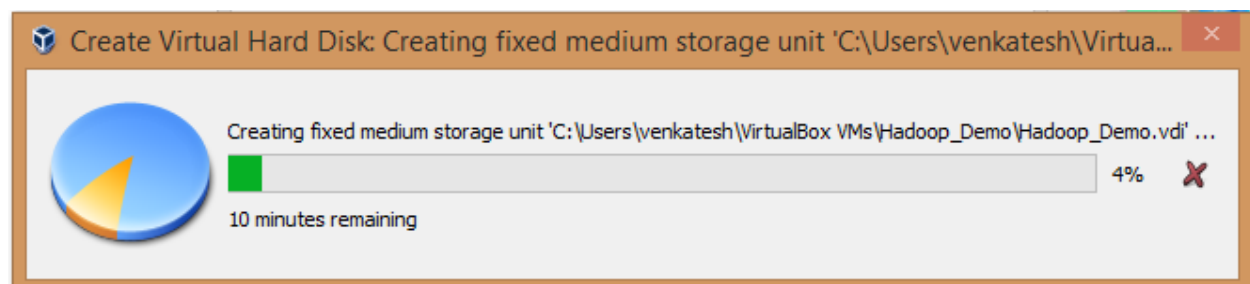 Create Virtual Hard Disk: Creating fixed medium storage unit 'C:\Users\venkatesh\Virtua...
Creating fixed medium storage unit 'C:\Users\venkatesh\VirtualBox VMs\Hadoop_Demo\Hadoop_Demo.vdi' ...
4%
10 minutes remaining